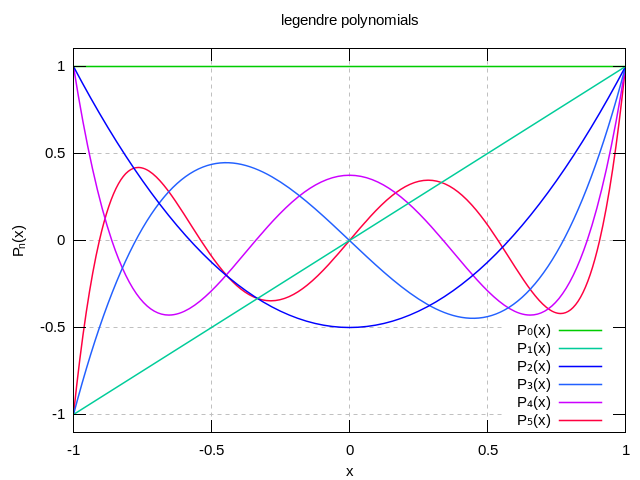 legendre polynomials
1
0.5
0
-0.5
-1
Pₙ(x)
P₀(x)
P₁(x)
P₂(x)
P₃(x)
P₄(x)
P₅(x)
-1 -0.5 0 0.5 1
x